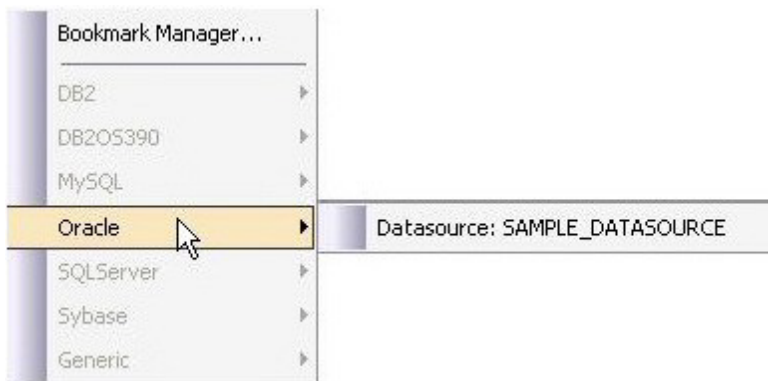 Bookmark Manager...
DB2
DB2OS390
MySQL
Oracle
Datasource: SAMPLE_DATASOURCE
SQLServer
Sybase
Generic